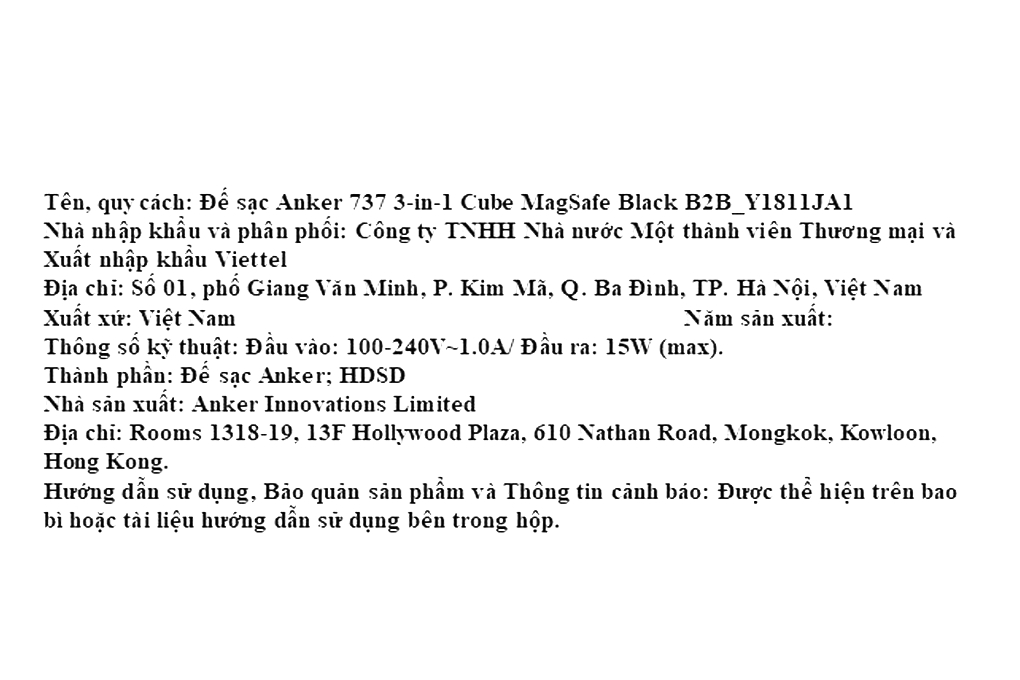 Tên, quy cách: Đế sạc Anker 737 3-in-1 Cube MagSafe Black B2B_Y1811JA1
Nhà nhập khẩu và phân phối: Công ty TNHH Nhà nước Một thành viên Thương mại và
Xuất nhập khẩu Viettel
Địa chỉ: Số 01, phố Giang Văn Minh, P. Kim Mã, Q. Ba Đình, TP. Hà Nội, Việt Nam
Xuất xứ: Việt Nam Năm sản xuất:
Thông số kỹ thuật: Đầu vào: 100-240V~1.0A/ Đầu ra: 15W (max).
Thành phần: Đế sạc Anker; HDSD
Nhà sản xuất: Anker Innovations Limited
Địa chỉ: Rooms 1318-19, 13F Hollywood Plaza, 610 Nathan Road, Mongkok, Kowloon,
Hong Kong.
Hướng dẫn sử dụng, Bảo quản sản phẩm và Thông tin cảnh báo: Được thể hiện trên bao
bì hoặc tài liệu hướng dẫn sử dụng bên trong hộp.